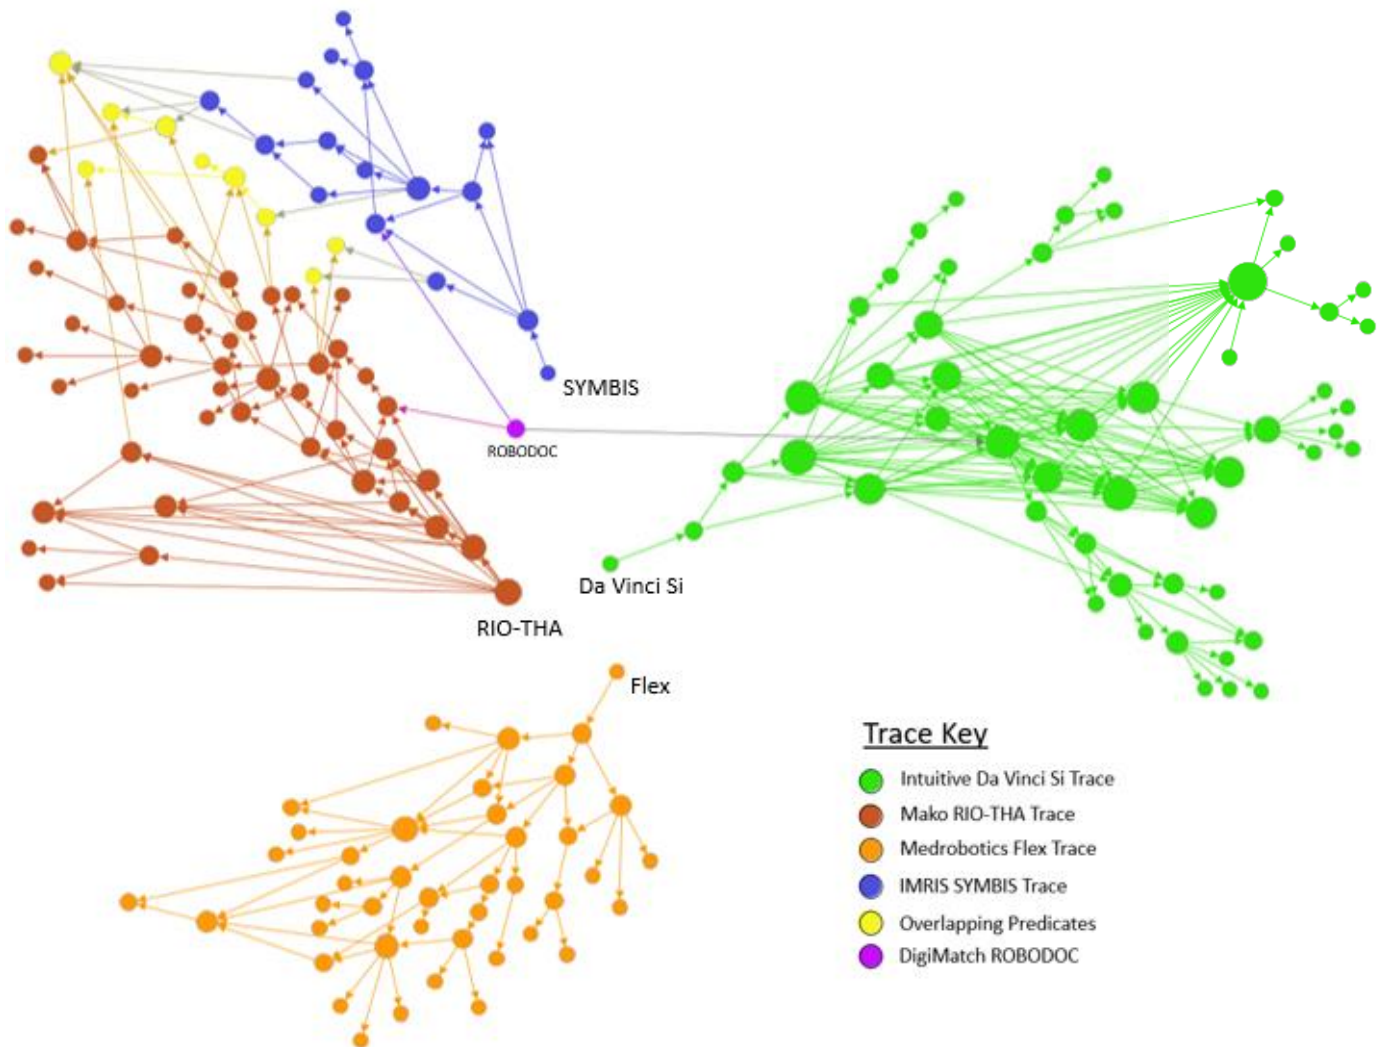 SYMBIS
ROBODOC
Da Vinci Si
RIO-THA
Flex
Trace Key
Intuitive Da Vinci Si Trace
Mako RIO-THA Trace
Medrobotics Flex Trace
IMRIS SYMBIS Trace
Overlapping Predicates
DigiMatch ROBODOC